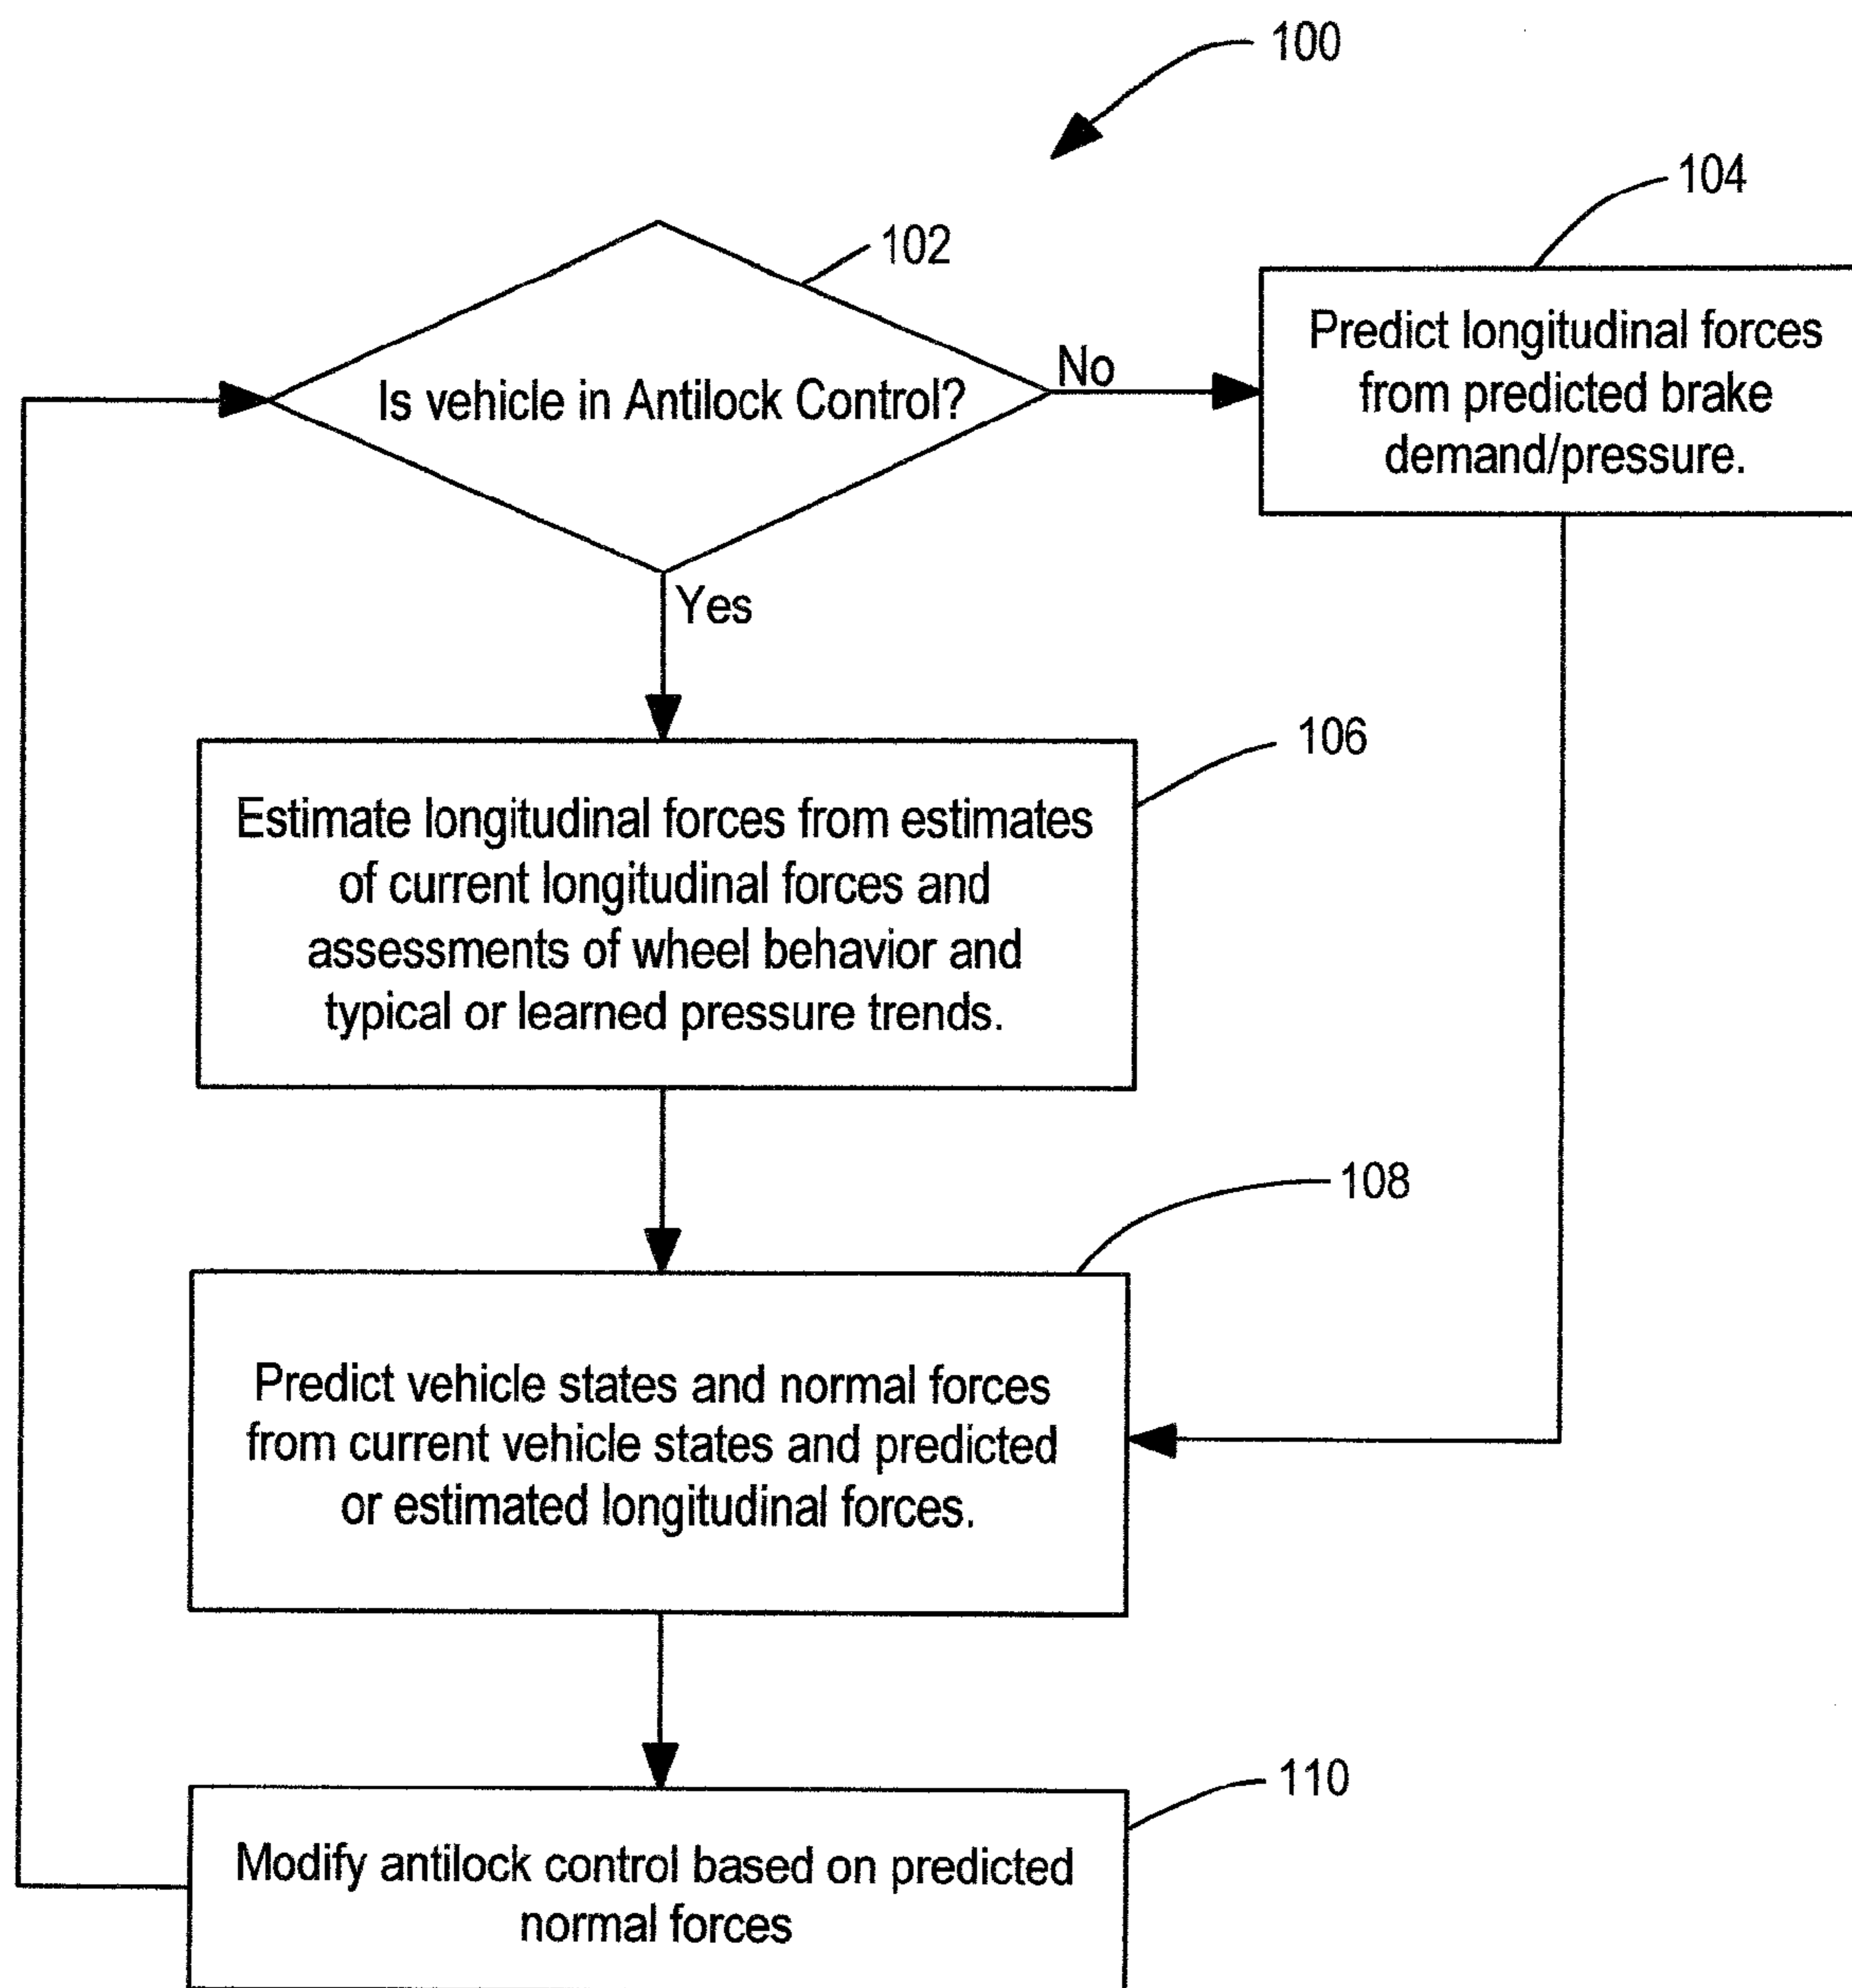 100
104
102
Predict longitudinal forces
from predicted brake
demand/pressure.
Is vehicle in Antilock Control?
No
Yes
106
Estimate longitudinal forces from estimates
of current longitudinal forces and
assessments of wheel behavior and
typical or learned pressure trends.
108
Predict vehicle states and normal forces
from current vehicle states and predicted
or estimated longitudinal forces.
110
Modify antilock control based on predicted
normal forces